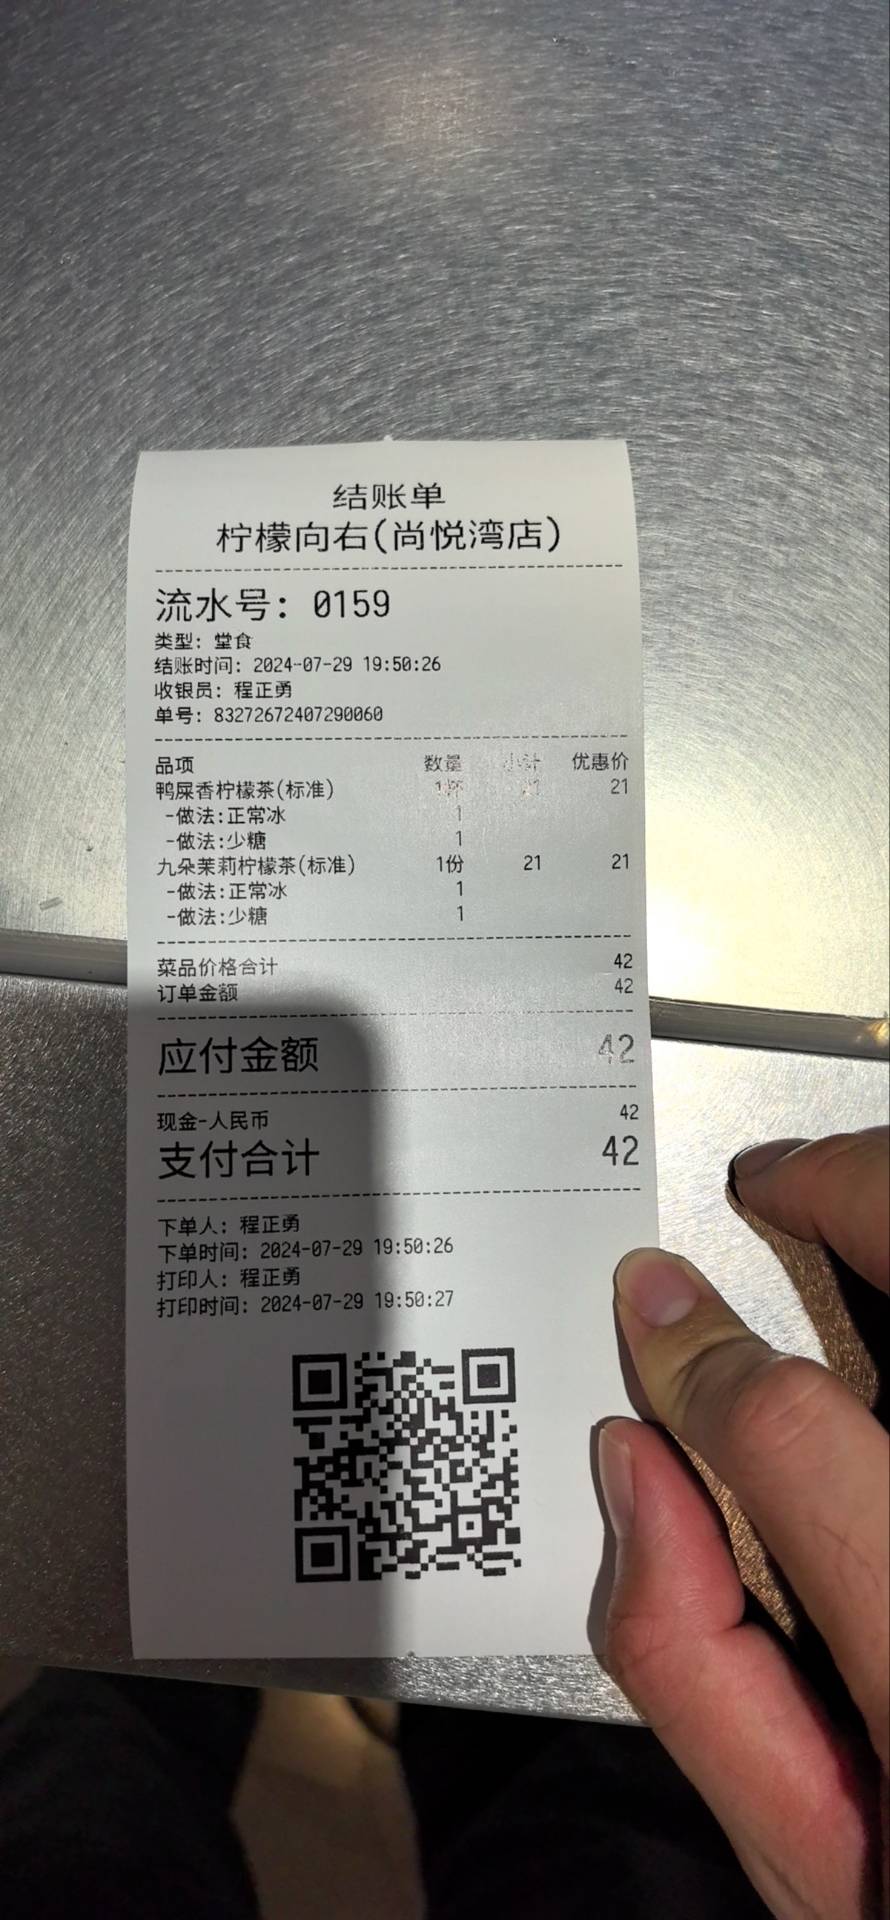 结账单
柠檬向右(尚悦湾店)
流水号: 0159
类型: 堂食
结账时间: 2024-07-29 19:50:26
收银员: 程正勇
单号: 83272672407290060
品项 数量 小计 优惠价
鸭屎香柠檬茶(标准) 1杯 21 21
-做法:正常冰 1
-做法:少糖 1
九朵茉莉柠檬茶(标准) 1份 21 21
-做法:正常冰 1
-做法:少糖 1
菜品价格合计 42
订单金额 42
应付金额 42
现金-人民币 42
支付合计 42
下单人: 程正勇
下单时间: 2024-07-29 19:50:26
打印人: 程正勇
打印时间: 2024-07-29 19:50:27